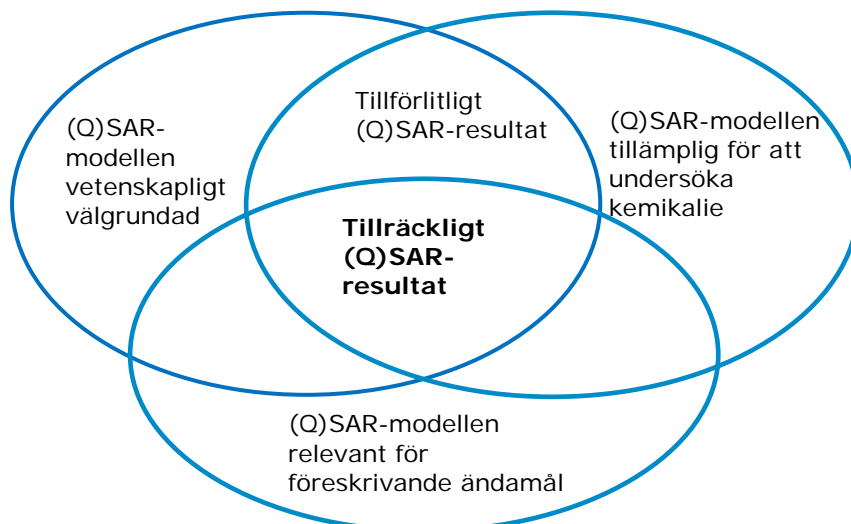 (Q)SAR-
modellen
vetenskapligt
välgrundad
Tillförlitligt
(Q)SAR-resultat
(Q)SAR-modellen
tillämplig för att
undersöka
kemikalie
Tillräckligt
(Q)SAR-
resultat
(Q)SAR-modellen
relevant för
föreskrivande ändamål